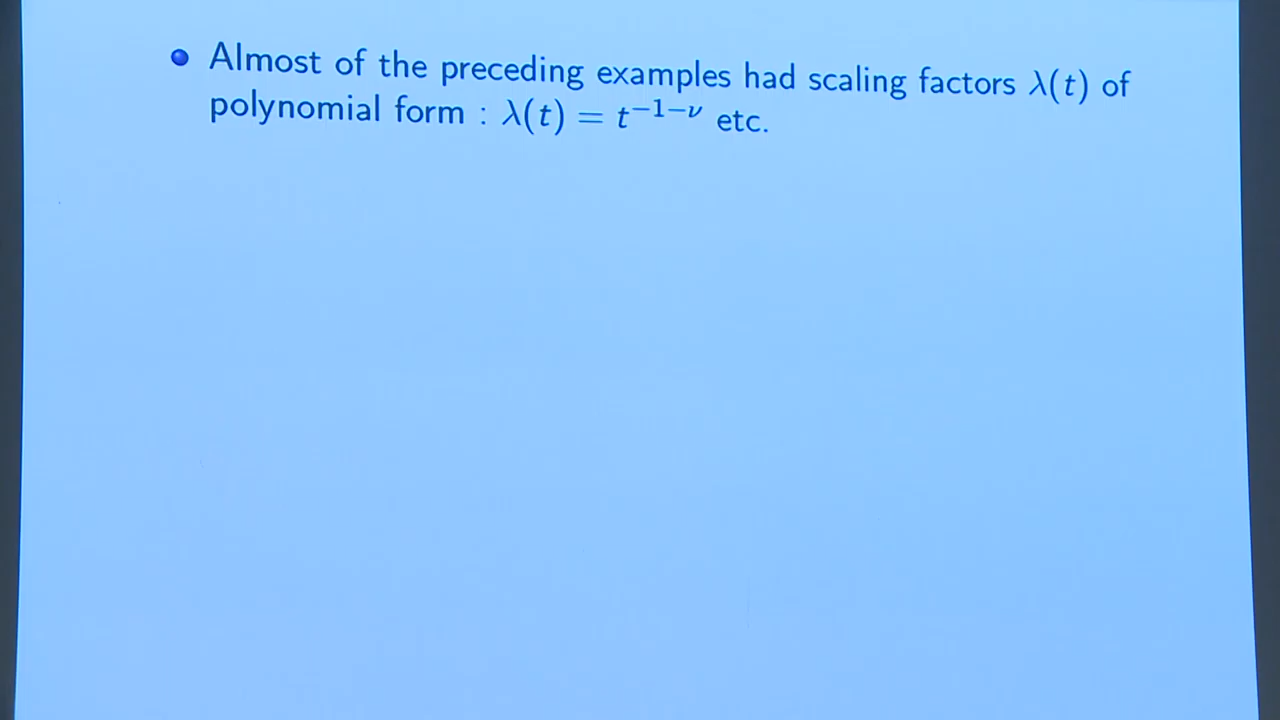 Almost of the preceding examples had scaling factors λ(t) of
polynomial form : λ(t) = t^{−1−ν} etc.